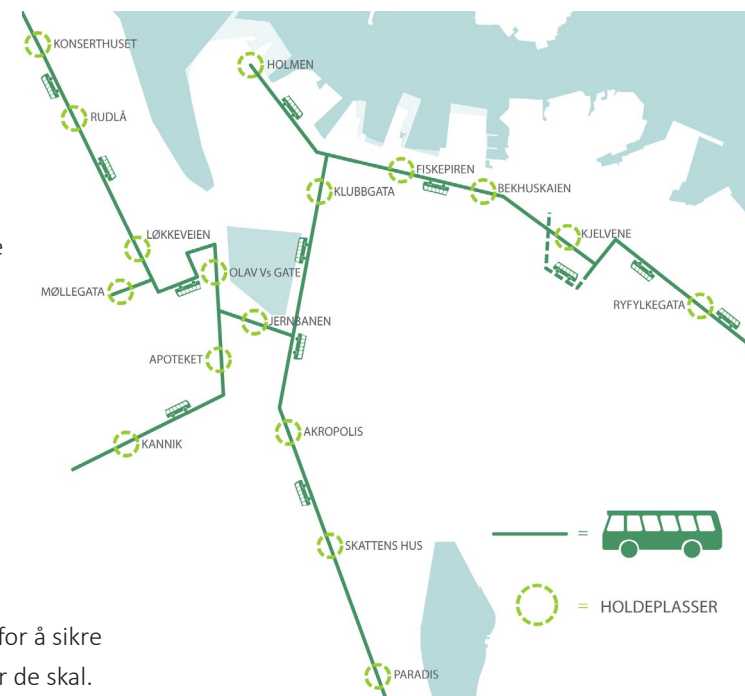 KONSERTHUSET
HOLMEN
RUDLÅ
FISKEPIREN
BEKHUSKAIEN
KLUBBGATA
LØKKEVEIEN
KJELVENE
e
OLAV Vs GATE
MØLLEGATA
RYFYLKEGATA
JERNBANEN
APOTEKET
AKROPOLIS
KANNIK
=
SKATTENS HUS
= HOLDEPLASSER
for å sikre
r de skal.
PARADIS